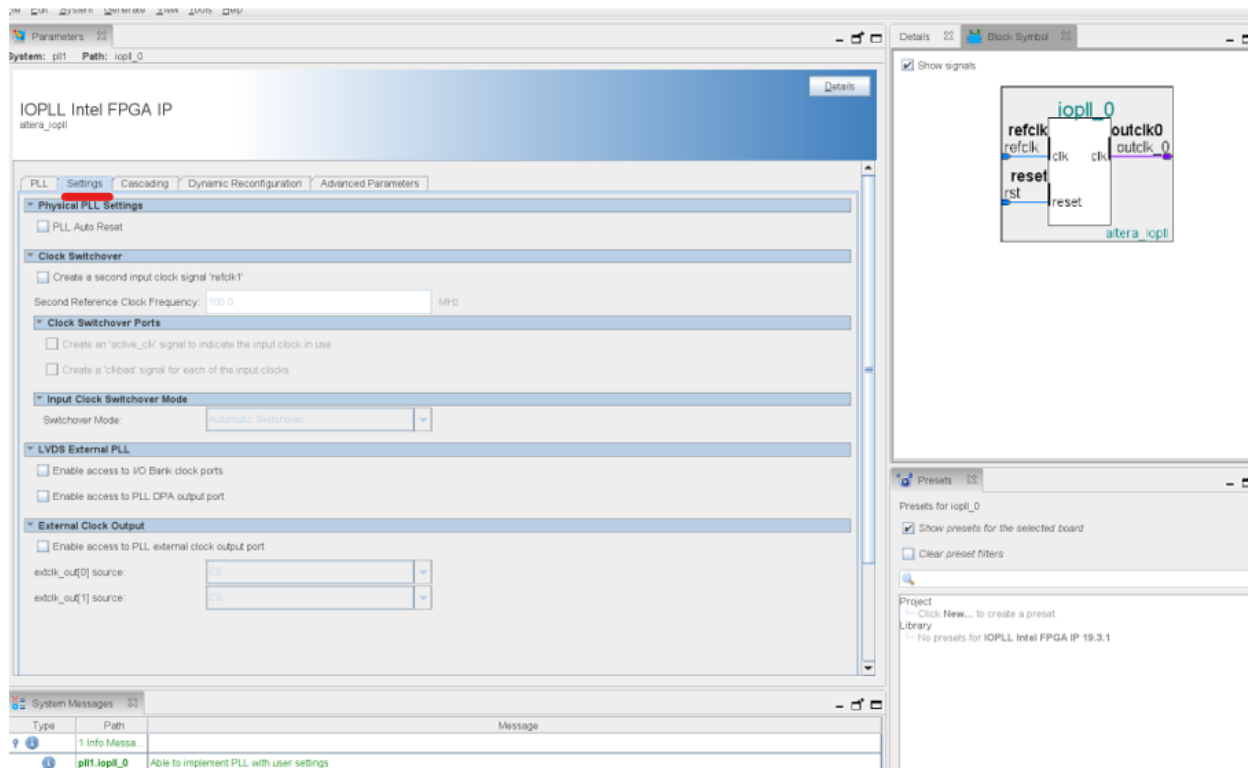 File Edit System Generate View Tools Help
Parameters
System: pll1 Path: iopll_0
Details
IOPLL Intel FPGA IP
altera_iopll
PLL Settings Cascading Dynamic Reconfiguration Advanced Parameters
Physical PLL Settings
PLL Auto Reset
Clock Switchover
Create a second input clock signal 'refclk1'
Second Reference Clock Frequency: 100.0 MHz
Clock Switchover Ports
Create an 'active_clk' signal to indicate the input clock in use
Create a 'clkbad' signal for each of the input clocks
Input Clock Switchover Mode
Switchover Mode: Automatic Switchover
LVDS External PLL
Enable access to I/O Bank clock ports
Enable access to PLL DPA output port
External Clock Output
Enable access to PLL external clock output port
extclk_out[0] source: C0
extclk_out[1] source: C0
System Messages
Type Path Message
1 Info Messa...
pll1.iopll_0 Able to implement PLL with user settings
Details Block Symbol
Show signals
iopll_0
refclk outclk0
refclk clk clk outclk_0
reset
rst reset
altera_iopll
Presets
Presets for iopll_0
Show presets for the selected board
Clear preset filters
Project
Click New... to create a preset.
Library
No presets for IOPLL Intel FPGA IP 19.3.1